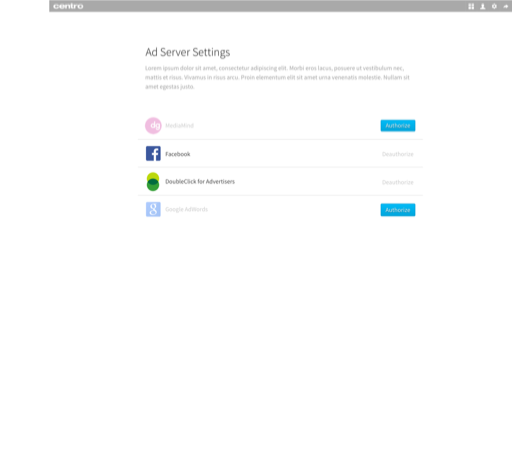 centro
Ad Server Settings
Lorem ipsum dolor sit amet, consectetur adipiscing elit. Morbi eros lacus, posuere ut vestibulum nec,
mattis et risus. Vivamus in risus arcu. Proin elementum elit sit amet urna venenatis molestie. Nullam sit
amet egestas justo.
dg MediaMind Authorize
f Facebook Deauthorize
DoubleClick for Advertisers Deauthorize
g Google AdWords Authorize